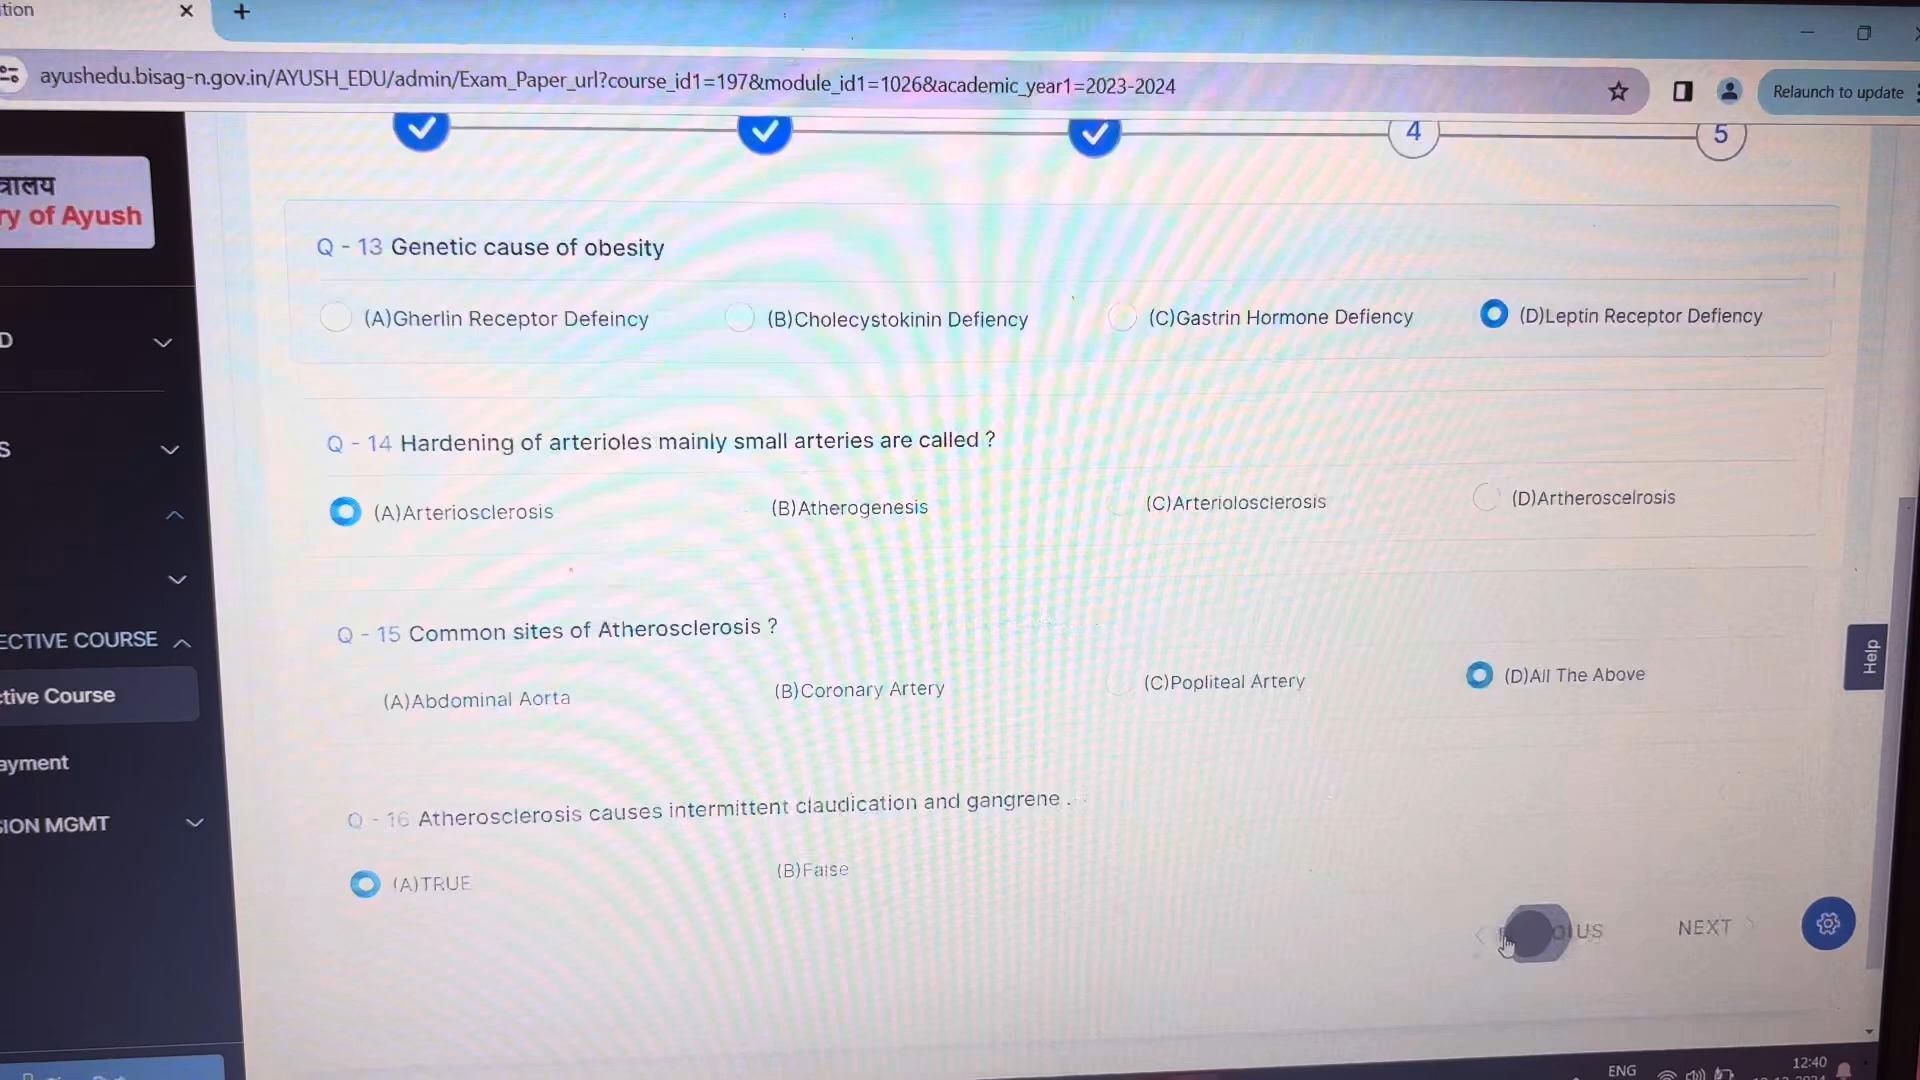 tion
ayushedu.bisag-n.gov.in/AYUSH_EDU/admin/Exam_Paper_url?course_id1=197&module_id1=1026&academic_year1=2023-2024
Relaunch to update
4
5
त्रालय
ry of Ayush
Q - 13 Genetic cause of obesity
(A)Gherlin Receptor Defeincy
(B)Cholecystokinin Defiency
(C)Gastrin Hormone Defiency
(D)Leptin Receptor Defiency
D
S
Q - 14 Hardening of arterioles mainly small arteries are called ?
(A)Arteriosclerosis
(B)Atherogenesis
(C)Arteriolosclerosis
(D)Artheroscelrosis
Q - 15 Common sites of Atherosclerosis ?
(A)Abdominal Aorta
(B)Coronary Artery
(C)Popliteal Artery
(D)All The Above
ECTIVE COURSE
ctive Course
ayment
SION MGMT
Help
Q - 16 Atherosclerosis causes intermittent claudication and gangrene .
(A)TRUE
(B)False
NEXT
ENG
12:40